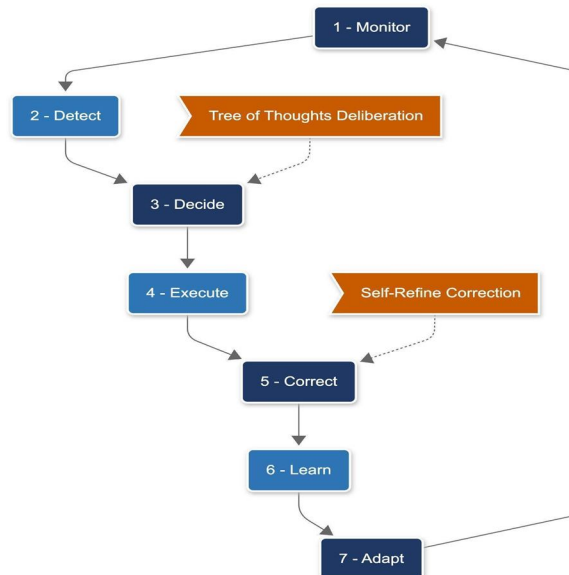 1 - Monitor
2 - Detect
Tree of Thoughts Deliberation
3 - Decide
4 - Execute
Self-Refine Correction
5 - Correct
6 - Learn
7 - Adapt